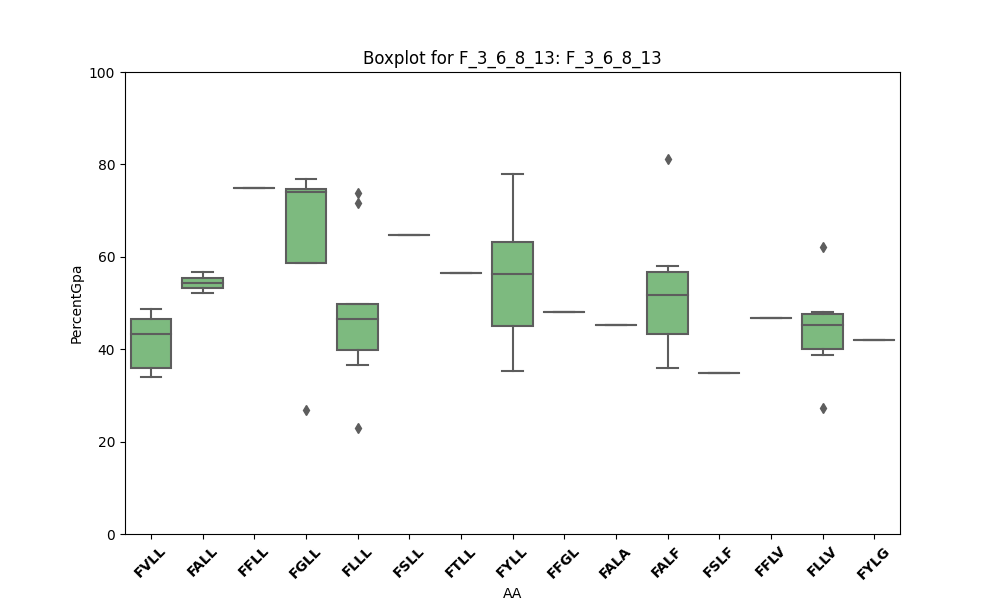 Boxplot for F_3_6_8_13: F_3_6_8_13
100
80
60
40
20
0
PercentGpa
FVLL
FALL
FFLL
FGLL
FLLL
FSLL
FTLL
FYLL
FFGL
FALA
FALF
FSLF
FFLV
FLLV
FYLG
AA